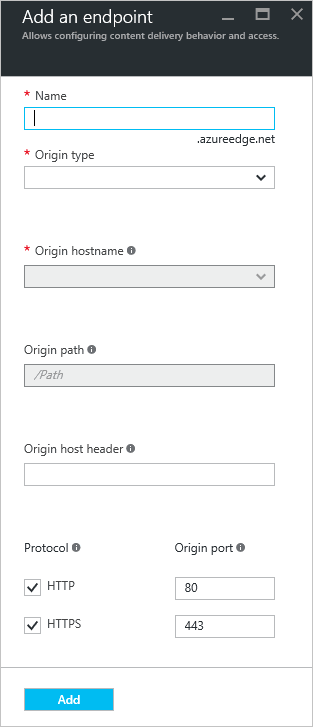 Add an endpoint
Allows configuring content delivery behavior and access.
* Name
.azureedge.net
* Origin type
* Origin hostname
Origin path
/Path
Origin host header
Protocol Origin port
HTTP 80
HTTPS 443
Add